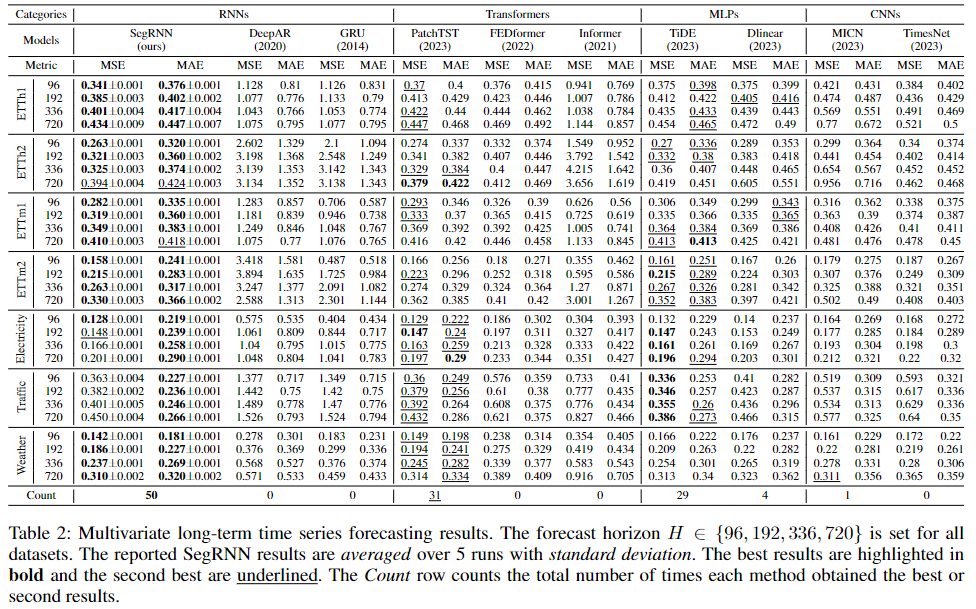 Categories RNNs Transformers MLPs CNNs
Models SegRNN (ours) DeepAR (2020) GRU (2014) PatchTST (2023) FEDformer (2022) Informer (2021) TiDE (2023) Dlinear (2023) MICN (2023) TimesNet (2023)
Metric MSE MAE MSE MAE MSE MAE MSE MAE MSE MAE MSE MAE MSE MAE MSE MAE MSE MAE MSE MAE
ETTh1
96 0.341±0.001 0.376±0.001 1.128 0.81 1.126 0.831 0.37 0.4 0.376 0.415 0.941 0.769 0.375 0.398 0.375 0.399 0.421 0.431 0.384 0.402
192 0.385±0.003 0.402±0.002 1.077 0.776 1.133 0.79 0.413 0.429 0.423 0.446 1.007 0.786 0.412 0.422 0.405 0.416 0.474 0.487 0.436 0.429
336 0.401±0.004 0.417±0.004 1.043 0.766 1.053 0.774 0.422 0.44 0.444 0.462 1.038 0.784 0.435 0.433 0.439 0.443 0.569 0.551 0.491 0.469
720 0.434±0.009 0.447±0.007 1.075 0.795 1.077 0.795 0.447 0.468 0.469 0.492 1.144 0.857 0.454 0.465 0.472 0.49 0.77 0.672 0.521 0.5
ETTh2
96 0.263±0.001 0.320±0.001 2.602 1.329 2.1 1.094 0.274 0.337 0.332 0.374 1.549 0.952 0.27 0.336 0.289 0.353 0.299 0.364 0.34 0.374
192 0.321±0.003 0.360±0.002 3.198 1.368 2.548 1.249 0.341 0.382 0.407 0.446 3.792 1.542 0.332 0.38 0.383 0.418 0.441 0.454 0.402 0.414
336 0.325±0.003 0.374±0.002 3.139 1.353 3.142 1.343 0.329 0.384 0.4 0.447 4.215 1.642 0.36 0.407 0.448 0.465 0.654 0.567 0.452 0.452
720 0.394±0.004 0.424±0.003 3.134 1.352 3.138 1.343 0.379 0.422 0.412 0.469 3.656 1.619 0.419 0.451 0.605 0.551 0.956 0.716 0.462 0.468
ETTm1
96 0.282±0.001 0.335±0.001 1.283 0.857 0.706 0.587 0.293 0.346 0.326 0.39 0.626 0.56 0.306 0.349 0.299 0.343 0.316 0.362 0.338 0.375
192 0.319±0.001 0.360±0.001 1.181 0.839 0.946 0.738 0.333 0.37 0.365 0.415 0.725 0.619 0.335 0.366 0.335 0.365 0.363 0.39 0.374 0.387
336 0.349±0.001 0.383±0.001 1.249 0.846 1.048 0.767 0.369 0.392 0.392 0.425 1.005 0.741 0.364 0.384 0.369 0.386 0.408 0.426 0.41 0.411
720 0.410±0.003 0.418±0.001 1.075 0.77 1.076 0.765 0.416 0.42 0.446 0.458 1.133 0.845 0.413 0.413 0.425 0.421 0.481 0.476 0.478 0.45
ETTm2
96 0.158±0.001 0.241±0.001 3.418 1.581 0.487 0.518 0.166 0.256 0.18 0.271 0.355 0.462 0.161 0.251 0.167 0.26 0.179 0.275 0.187 0.267
192 0.215±0.001 0.283±0.001 3.894 1.635 1.725 0.984 0.223 0.296 0.252 0.318 0.595 0.586 0.215 0.289 0.224 0.303 0.307 0.376 0.249 0.309
336 0.263±0.001 0.317±0.001 3.247 1.377 2.091 1.082 0.274 0.329 0.324 0.364 1.27 0.871 0.267 0.326 0.281 0.342 0.325 0.388 0.321 0.351
720 0.330±0.003 0.366±0.002 2.588 1.313 2.301 1.144 0.362 0.385 0.41 0.42 3.001 1.267 0.352 0.383 0.397 0.421 0.502 0.49 0.408 0.403
Electricity
96 0.128±0.001 0.219±0.001 0.575 0.535 0.404 0.434 0.129 0.222 0.186 0.302 0.304 0.393 0.132 0.229 0.14 0.237 0.164 0.269 0.168 0.272
192 0.148±0.001 0.239±0.001 1.061 0.809 0.844 0.717 0.147 0.24 0.197 0.311 0.327 0.417 0.147 0.243 0.153 0.249 0.177 0.285 0.184 0.289
336 0.166±0.001 0.258±0.001 1.04 0.795 1.015 0.775 0.163 0.259 0.213 0.328 0.333 0.422 0.161 0.261 0.169 0.267 0.193 0.304 0.198 0.3
720 0.201±0.001 0.290±0.001 1.048 0.804 1.041 0.783 0.197 0.29 0.233 0.344 0.351 0.427 0.196 0.294 0.203 0.301 0.212 0.321 0.22 0.32
Traffic
96 0.363±0.004 0.227±0.001 1.377 0.717 1.349 0.715 0.36 0.249 0.576 0.359 0.733 0.41 0.336 0.253 0.41 0.282 0.519 0.309 0.593 0.321
192 0.382±0.002 0.236±0.001 1.442 0.75 1.42 0.75 0.379 0.256 0.61 0.38 0.777 0.435 0.346 0.257 0.423 0.287 0.537 0.315 0.617 0.336
336 0.401±0.005 0.246±0.001 1.489 0.778 1.47 0.776 0.392 0.264 0.608 0.375 0.776 0.434 0.355 0.26 0.436 0.296 0.534 0.313 0.629 0.336
720 0.450±0.004 0.266±0.001 1.526 0.793 1.524 0.794 0.432 0.286 0.621 0.375 0.827 0.466 0.386 0.273 0.466 0.315 0.577 0.325 0.64 0.35
Weather
96 0.142±0.001 0.181±0.001 0.278 0.301 0.183 0.231 0.149 0.198 0.238 0.314 0.354 0.405 0.166 0.222 0.176 0.237 0.161 0.229 0.172 0.22
192 0.186±0.001 0.227±0.001 0.376 0.369 0.299 0.336 0.194 0.241 0.275 0.329 0.419 0.434 0.209 0.263 0.22 0.282 0.22 0.281 0.219 0.261
336 0.237±0.001 0.269±0.001 0.568 0.527 0.376 0.374 0.245 0.282 0.339 0.377 0.583 0.543 0.254 0.301 0.265 0.319 0.278 0.331 0.28 0.306
720 0.310±0.002 0.320±0.002 0.571 0.533 0.459 0.433 0.314 0.334 0.389 0.409 0.916 0.705 0.313 0.34 0.323 0.362 0.311 0.356 0.365 0.359
Count 50 0 0 31 0 0 29 4 1 0
Table 2: Multivariate long-term time series forecasting results. The forecast horizon H ∈ {96, 192, 336, 720} is set for all
datasets. The reported SegRNN results are averaged over 5 runs with standard deviation. The best results are highlighted in
bold and the second best are underlined. The Count row counts the total number of times each method obtained the best or
second results.